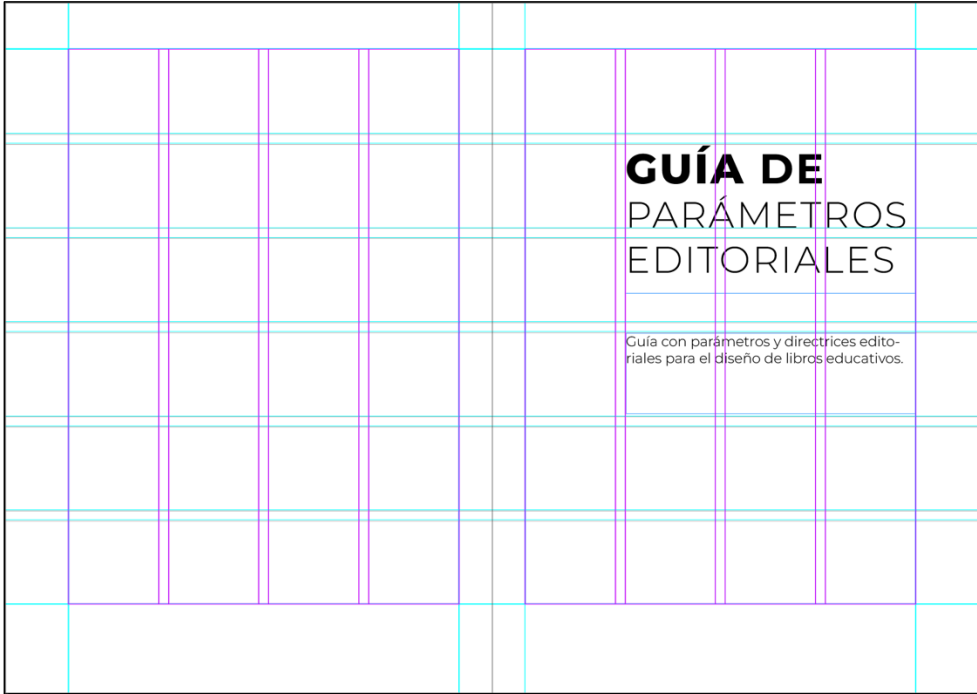 GUÍA DE
PARÁMETROS
EDITORIALES
Guía con parámetros y directrices edito-
riales para el diseño de libros educativos.